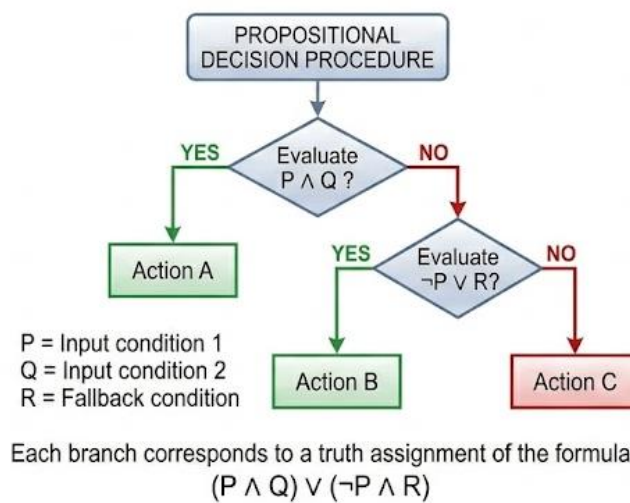 PROPOSITIONAL
DECISION PROCEDURE
YES
Evaluate
P ∧ Q ?
NO
Action A
YES
Evaluate
¬P ∨ R?
NO
P = Input condition 1
Q = Input condition 2
R = Fallback condition
Action B
Action C
Each branch corresponds to a truth assignment of the formula
(P ∧ Q) ∨ (¬P ∧ R)